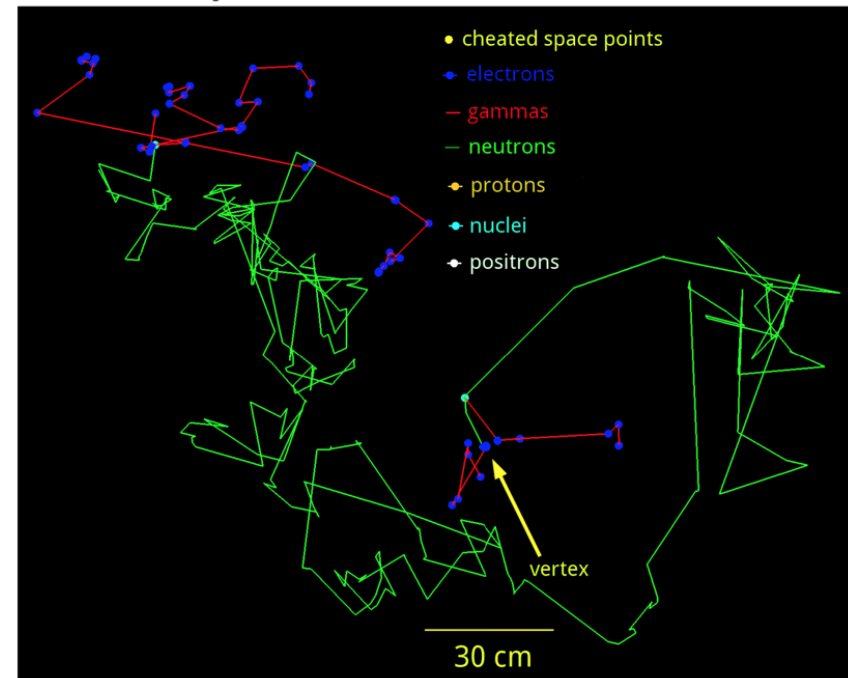 cheated space points
electrons
gammas
neutrons
protons
nuclei
positrons
vertex
30 cm